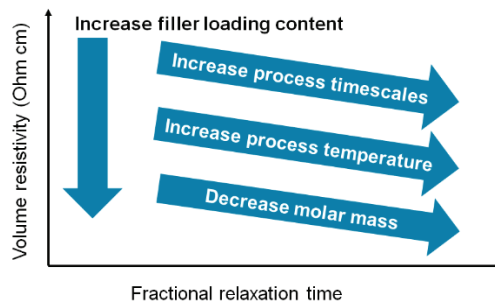 Increase filler loading content
Increase process timescales
Increase process temperature
Decrease molar mass
Volume resistivity (Ohm cm)
Fractional relaxation time